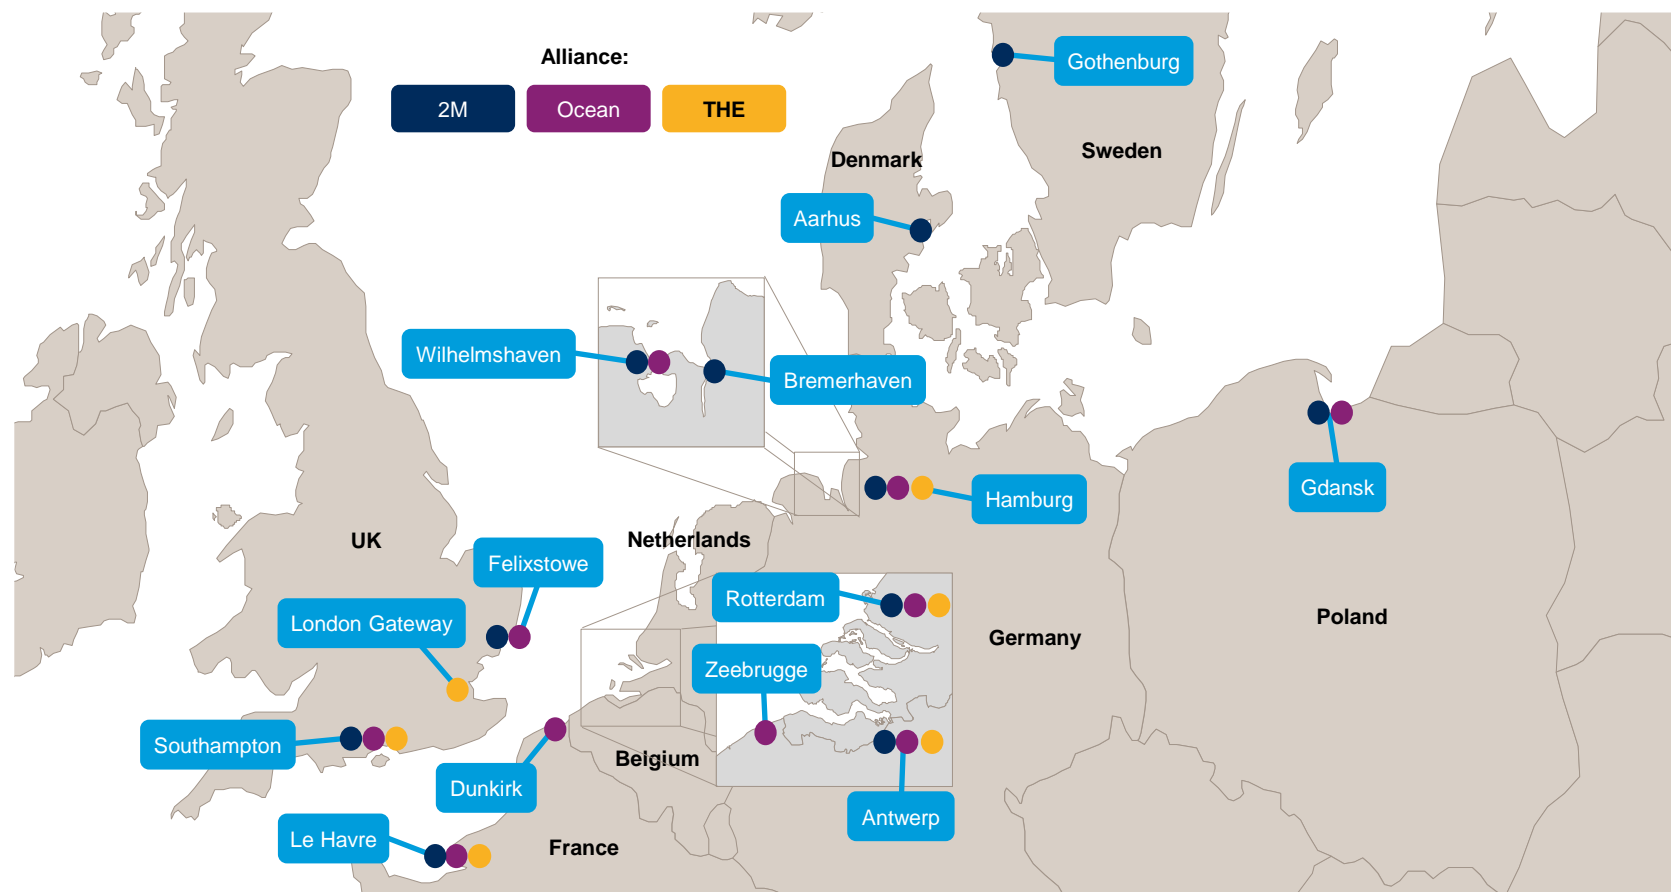 Alliance:
2M
Ocean
THE
Gothenburg
Denmark
Sweden
Aarhus
Wilhelmshaven
Bremerhaven
Gdansk
Hamburg
UK
Netherlands
Felixstowe
Rotterdam
London Gateway
Poland
Germany
Zeebrugge
Southampton
Belgium
Dunkirk
Antwerp
Le Havre
France